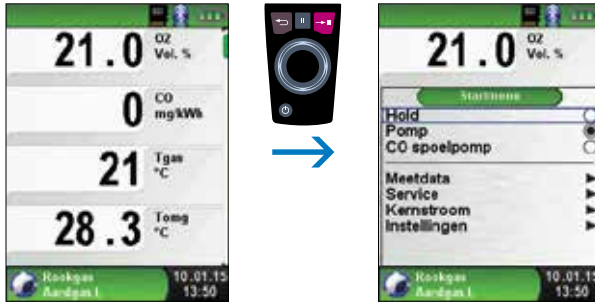 21.0 O2 Vol. %
0 CO mg/kWh
21 Tgas °C
28.3 Tomg °C
Rookgas 10.01.15
Aardgas L 13:50
21.0 O2 Vol. %
Startmenu
Hold
Pomp
CO spoelpomp
Meetdata
Service
Kernstroom
Instellingen
Rookgas 10.01.15
Aardgas L 13:50